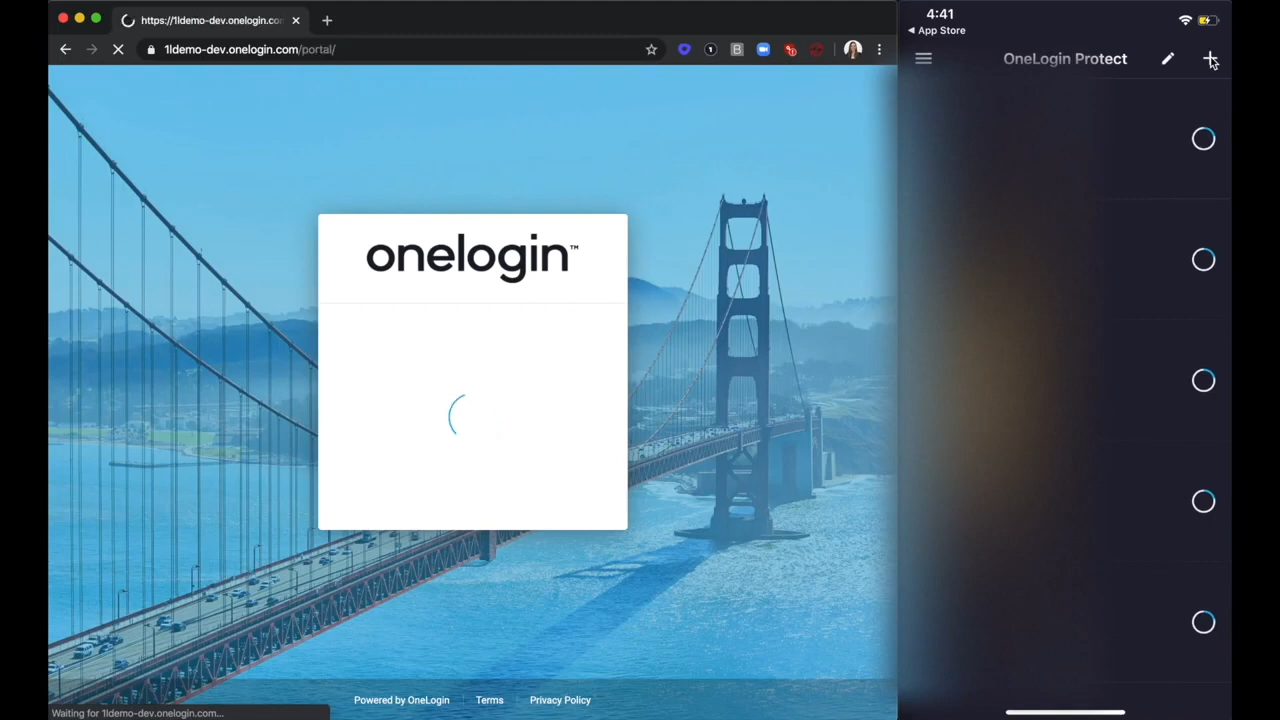 https://1ldemo-dev.onelogin.co
1ldemo-dev.onelogin.com/portal/
onelogin™
Powered by OneLogin
Terms
Privacy Policy
Waiting for 1ldemo-dev.onelogin.com...
4:41
App Store
OneLogin Protect